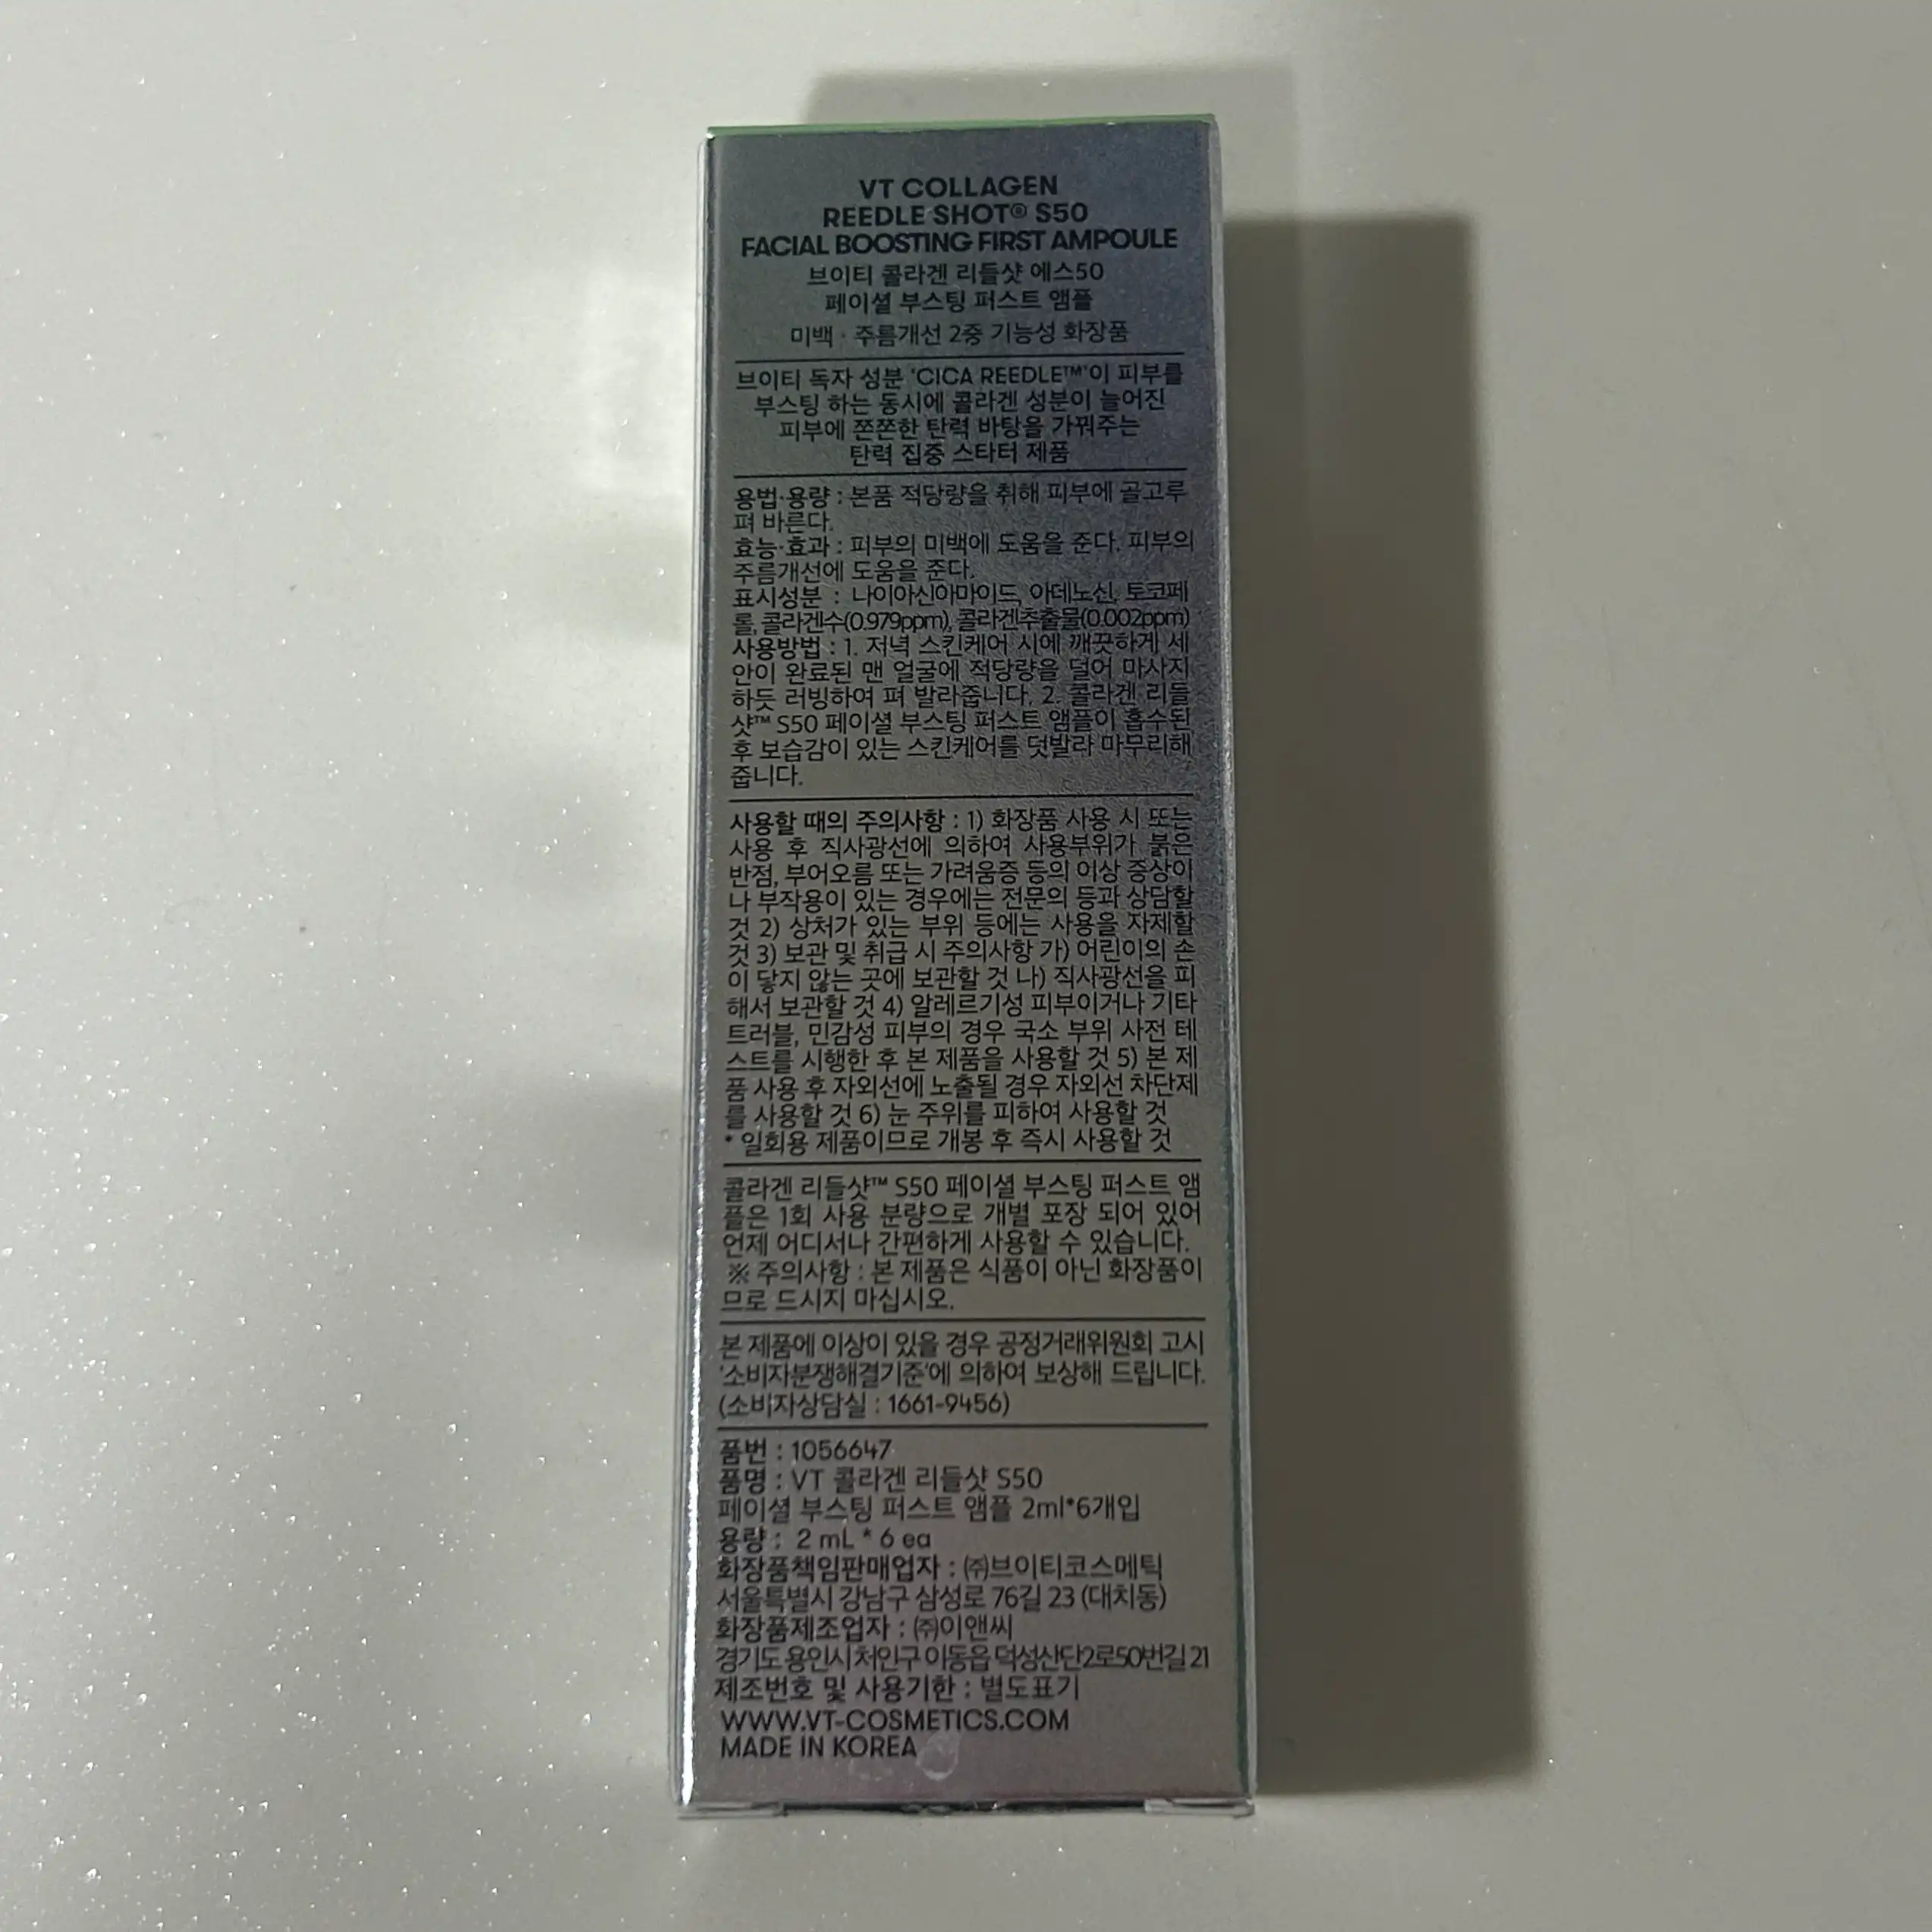 VT COLLAGEN
REEDLE SHOT® S50
FACIAL BOOSTING FIRST AMPOULE
브이티 콜라겐 리들샷 에스50
페이셜 부스팅 퍼스트 앰플
미백 · 주름개선 2중 기능성 화장품
브이티 독자 성분 'CICA REEDLE™'이 피부를
부스팅 하는 동시에 콜라겐 성분이 늘어진
피부에 쫀쫀한 탄력 바탕을 가꿔주는
탄력 집중 스타터 제품
용법·용량 : 본품 적당량을 취해 피부에 골고루
펴 바른다.
효능·효과 : 피부의 미백에 도움을 준다. 피부의
주름개선에 도움을 준다.
표시성분 : 나이아신아마이드, 아데노신, 토코페
롤, 콜라겐수(0.979ppm), 콜라겐추출물(0.002ppm)
사용방법 : 1. 저녁 스킨케어 시에 깨끗하게 세
안이 완료된 맨 얼굴에 적당량을 덜어 마사지
하듯 러빙하여 펴 발라줍니다. 2. 콜라겐 리들
샷™ S50 페이셜 부스팅 퍼스트 앰플이 흡수된
후 보습감이 있는 스킨케어를 덧발라 마무리해
줍니다.
사용할 때의 주의사항 : 1) 화장품 사용 시 또는
사용 후 직사광선에 의하여 사용부위가 붉은
반점, 부어오름 또는 가려움증 등의 이상 증상이
나 부작용이 있는 경우에는 전문의 등과 상담할
것 2) 상처가 있는 부위 등에는 사용을 자제할
것 3) 보관 및 취급 시 주의사항 가) 어린이의 손
이 닿지 않는 곳에 보관할 것 나) 직사광선을 피
해서 보관할 것 4) 알레르기성 피부이거나 기타
트러블, 민감성 피부의 경우 국소 부위 사전 테
스트를 시행한 후 본 제품을 사용할 것 5) 본 제
품 사용 후 자외선에 노출될 경우 자외선 차단제
를 사용할 것 6) 눈 주위를 피하여 사용할 것
* 일회용 제품이므로 개봉 후 즉시 사용할 것
콜라겐 리들샷™ S50 페이셜 부스팅 퍼스트 앰
플은 1회 사용 분량으로 개별 포장 되어 있어
언제 어디서나 간편하게 사용할 수 있습니다.
※ 주의사항 : 본 제품은 식품이 아닌 화장품이
므로 드시지 마십시오.
본 제품에 이상이 있을 경우 공정거래위원회 고시
'소비자분쟁해결기준'에 의하여 보상해 드립니다.
(소비자상담실 : 1661-9456)
품번 : 1056647
품명 : VT 콜라겐 리들샷 S50
페이셜 부스팅 퍼스트 앰플 2ml*6개입
용량 : 2 mL * 6 ea
화장품책임판매업자 : ㈜브이티코스메틱
서울특별시 강남구 삼성로 76길 23 (대치동)
화장품제조업자 : ㈜이앤씨
경기도 용인시 처인구 이동읍 덕성산단2로50번길 21
제조번호 및 사용기한 : 별도표기
WWW.VT-COSMETICS.COM
MADE IN KOREA